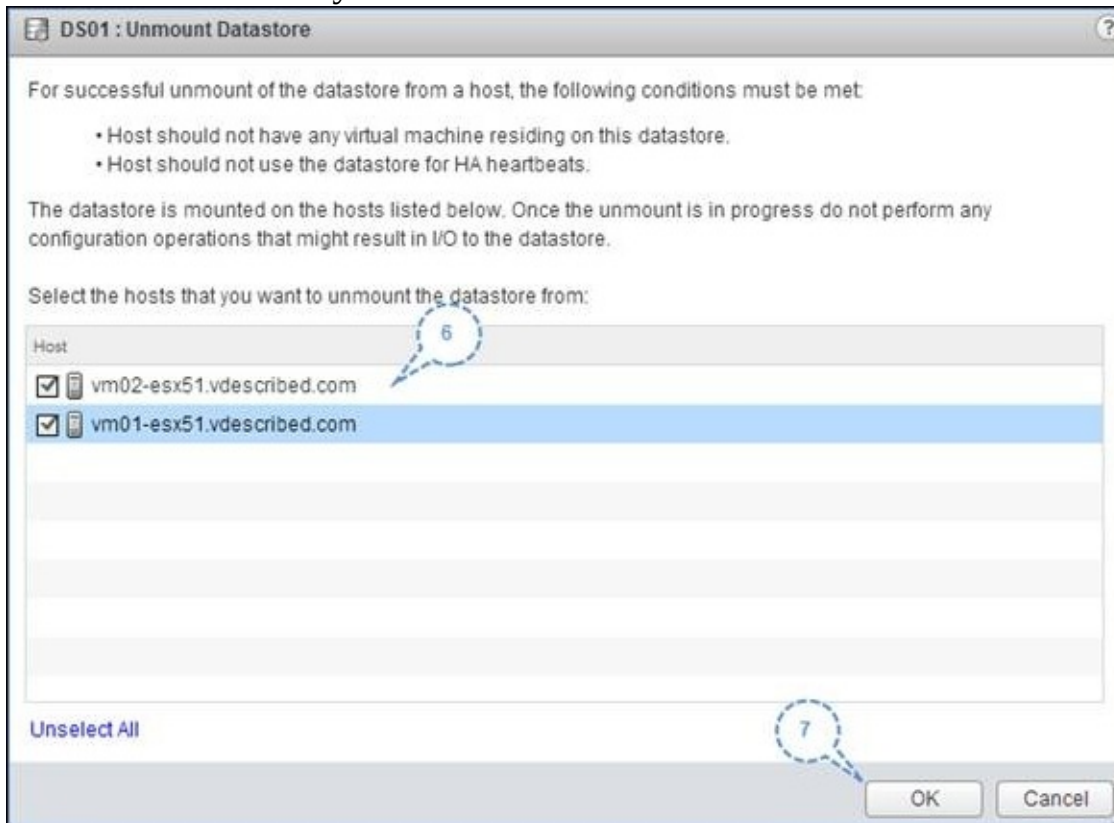 DS01 : Unmount Datastore
?
For successful unmount of the datastore from a host, the following conditions must be met:
• Host should not have any virtual machine residing on this datastore.
• Host should not use the datastore for HA heartbeats.
The datastore is mounted on the hosts listed below. Once the unmount is in progress do not perform any
configuration operations that might result in I/O to the datastore.
Select the hosts that you want to unmount the datastore from:
6
Host
vm02-esx51.vdescribed.com
vm01-esx51.vdescribed.com
Unselect All
7
OK
Cancel